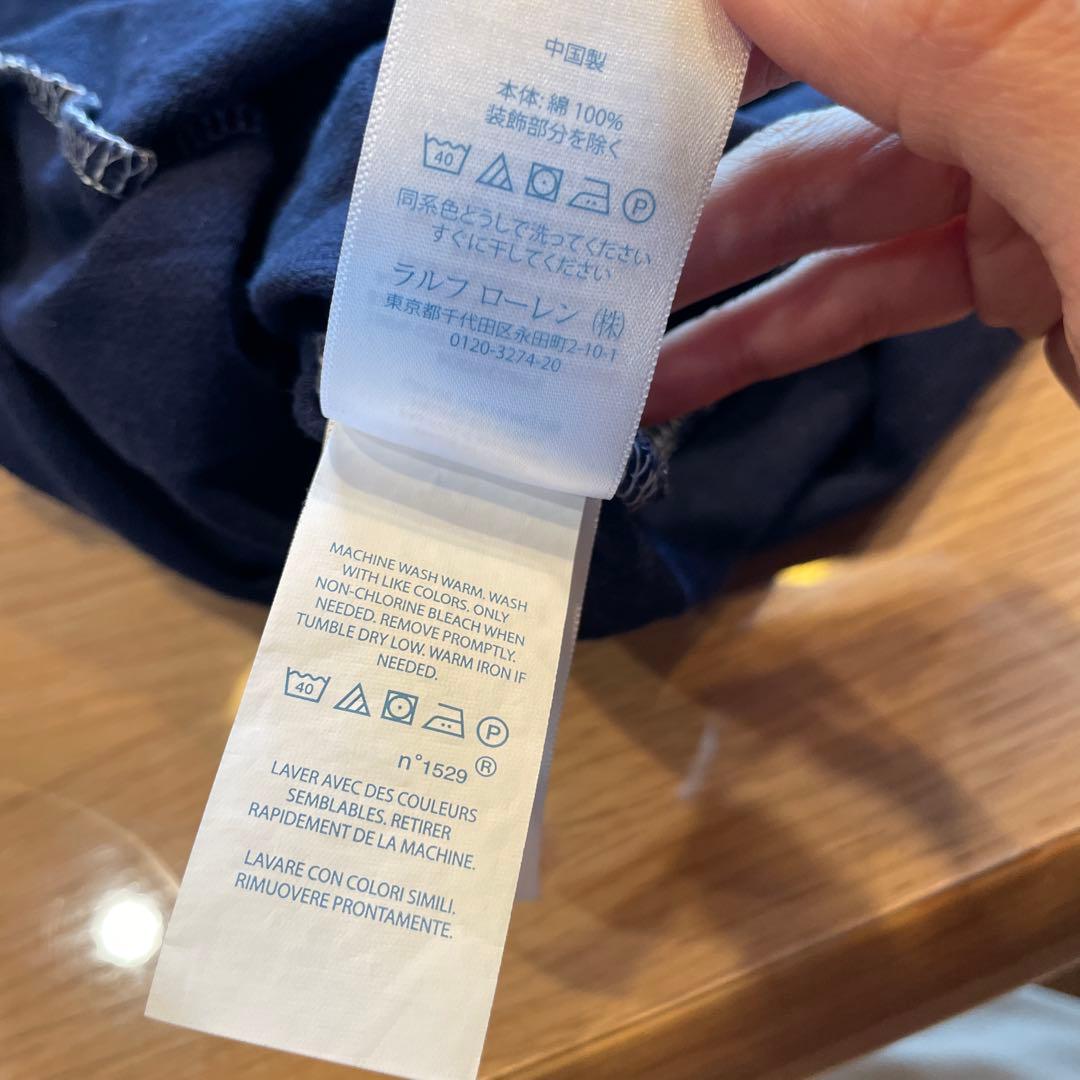 中国製
本体: 綿 100%
装飾部分を除く
40
P
同系色どうしで洗ってください
すぐに干してください
ラルフ ローレン (株)
東京都千代田区永田町2-10-1
0120-3274-20
MACHINE WASH WARM. WASH
WITH LIKE COLORS. ONLY
NON-CHLORINE BLEACH WHEN
NEEDED. REMOVE PROMPTLY.
TUMBLE DRY LOW. WARM IRON IF
NEEDED.
40
P
n°1529 ®
LAVER AVEC DES COULEURS
SEMBLABLES. RETIRER
RAPIDEMENT DE LA MACHINE.
LAVARE CON COLORI SIMILI.
RIMUOVERE PRONTAMENTE.